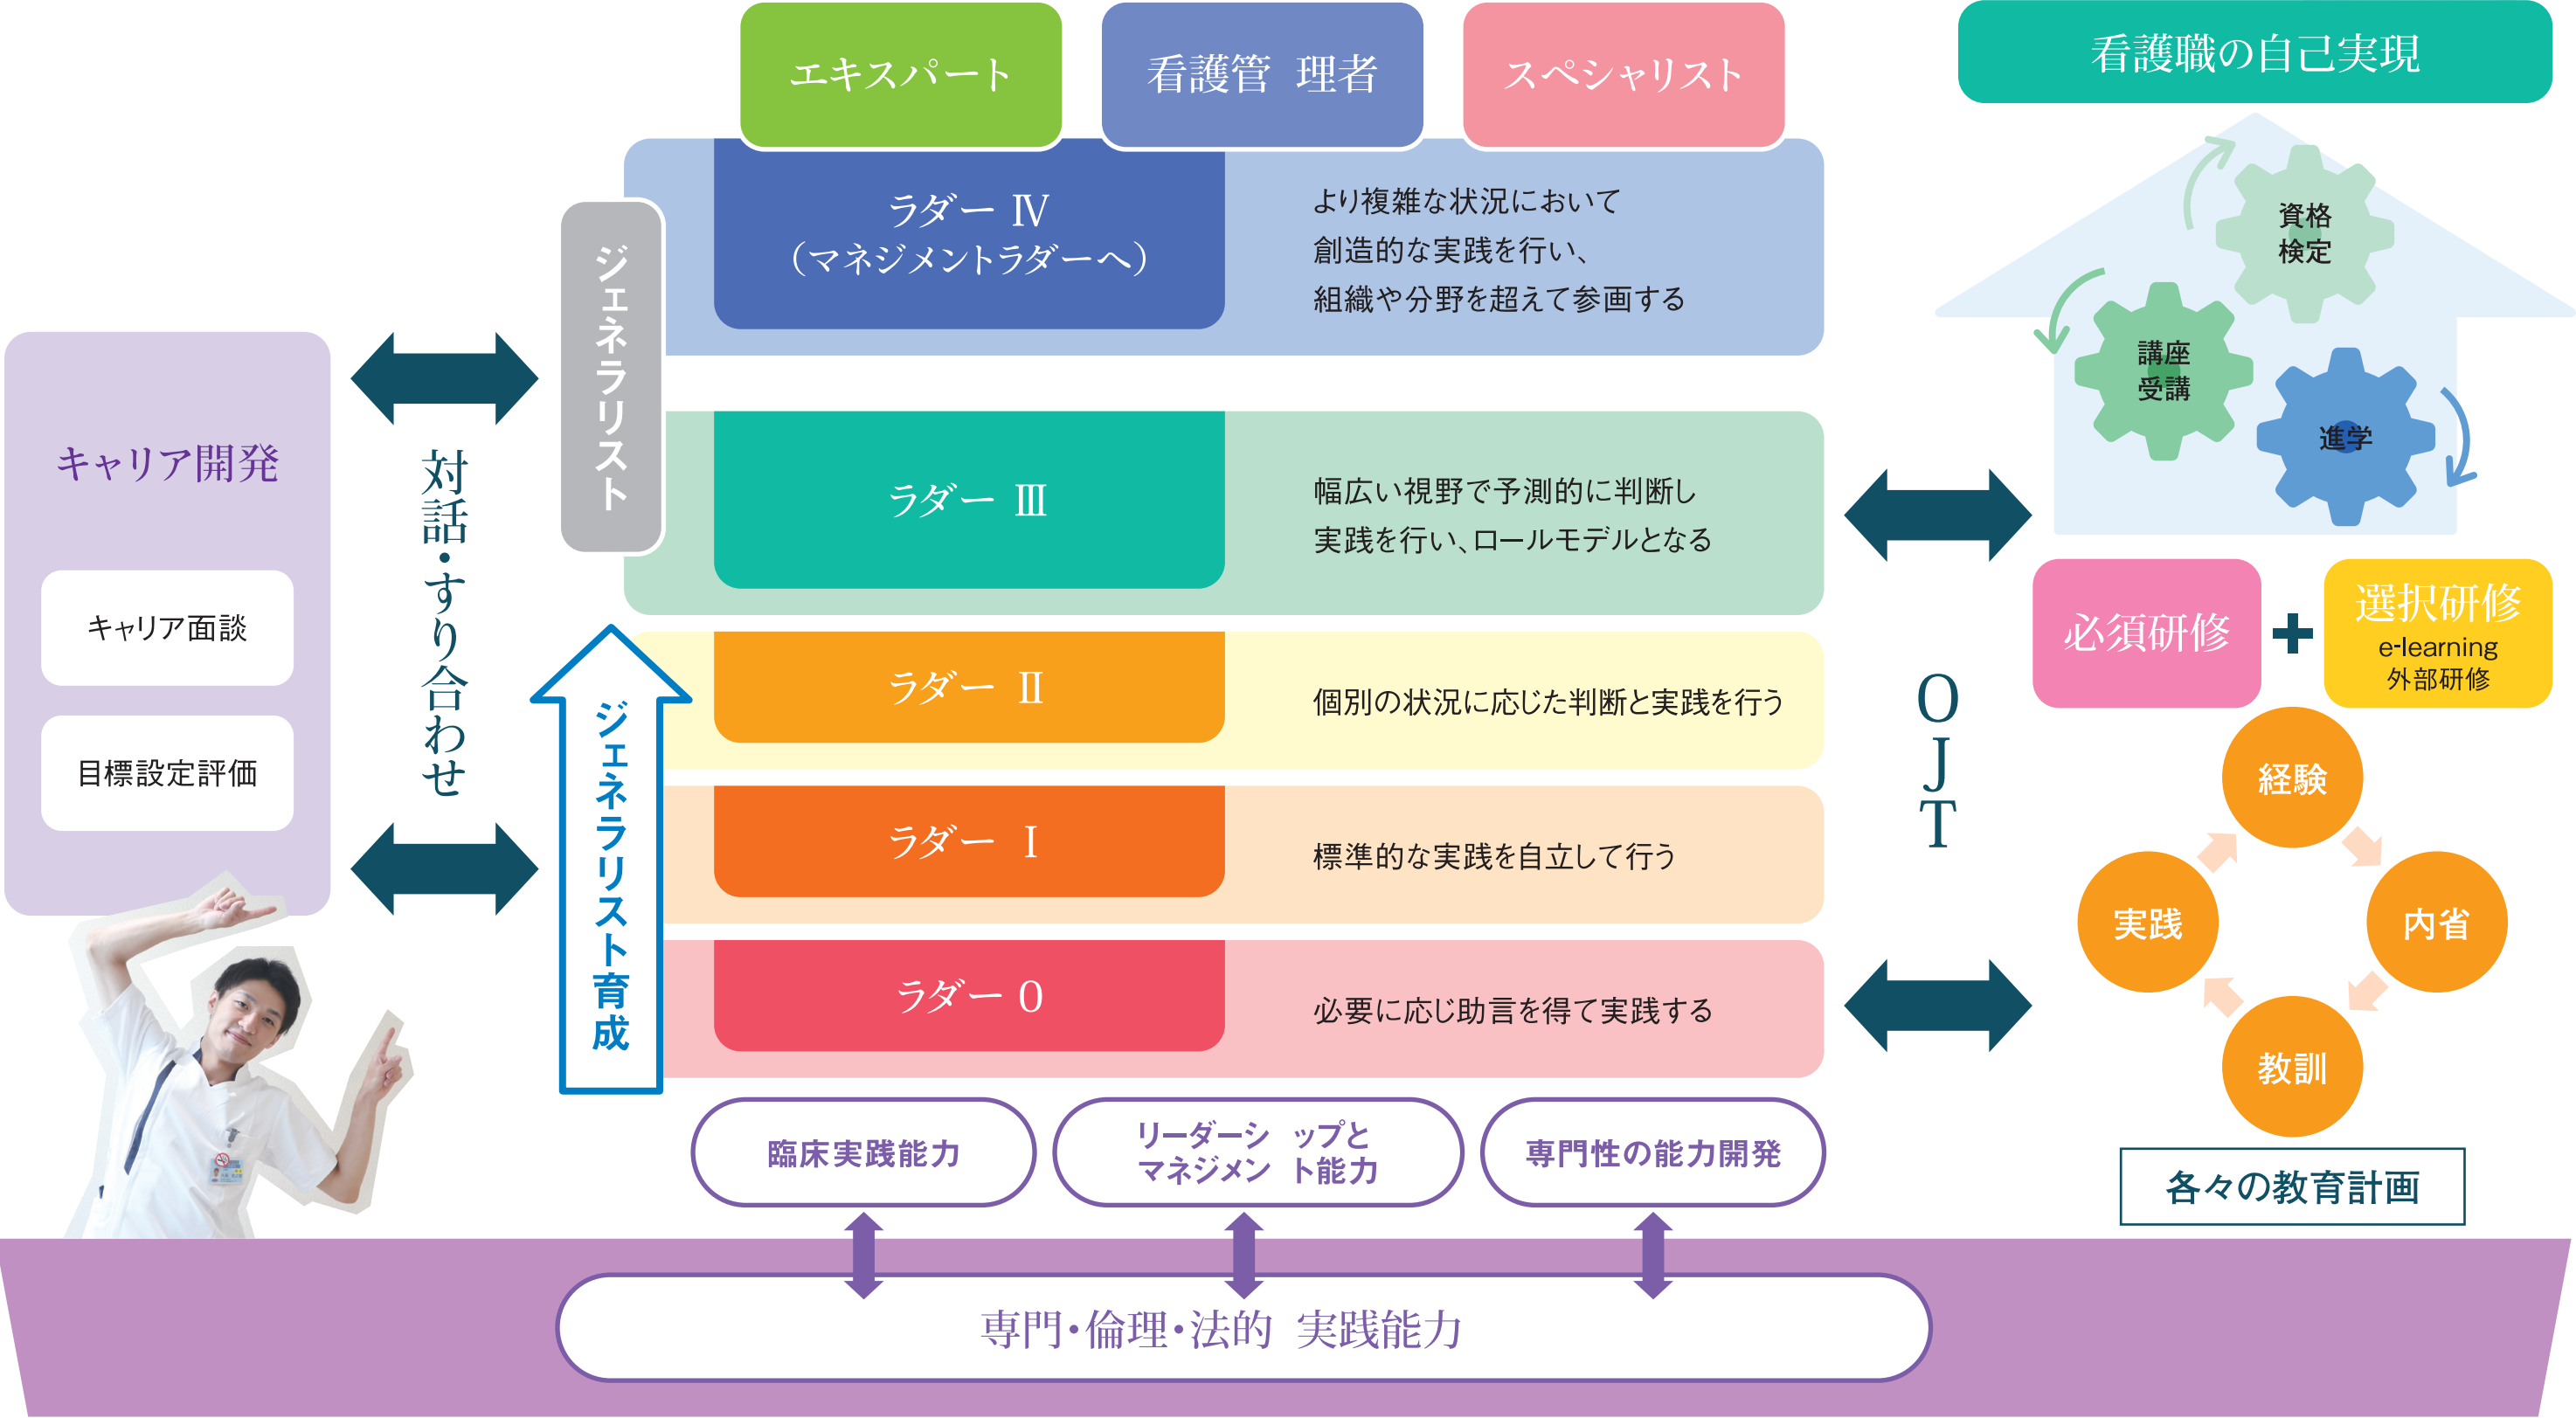 エキスパート
看護管 理者
スペシャリスト
看護職の自己実現
ラダー Ⅳ
（マネジメントラダーへ）
より複雑な状況において
創造的な実践を行い、
組織や分野を超えて参画する
ジェネラリスト
ラダー Ⅲ
幅広い視野で予測的に判断し
実践を行い、ロールモデルとなる
ラダー Ⅱ
個別の状況に応じた判断と実践を行う
ラダー Ⅰ
標準的な実践を自立して行う
ラダー 0
必要に応じ助言を得て実践する
ジェネラリスト育成
キャリア開発
キャリア面談
目標設定評価
対話・すり合わせ
OJT
資格
検定
講座
受講
進学
必須研修
+
選択研修
e-learning
外部研修
経験
内省
教訓
実践
各々の教育計画
臨床実践能力
リーダーシ ップと
マネジメン ト能力
専門性の能力開発
専門・倫理・法的 実践能力